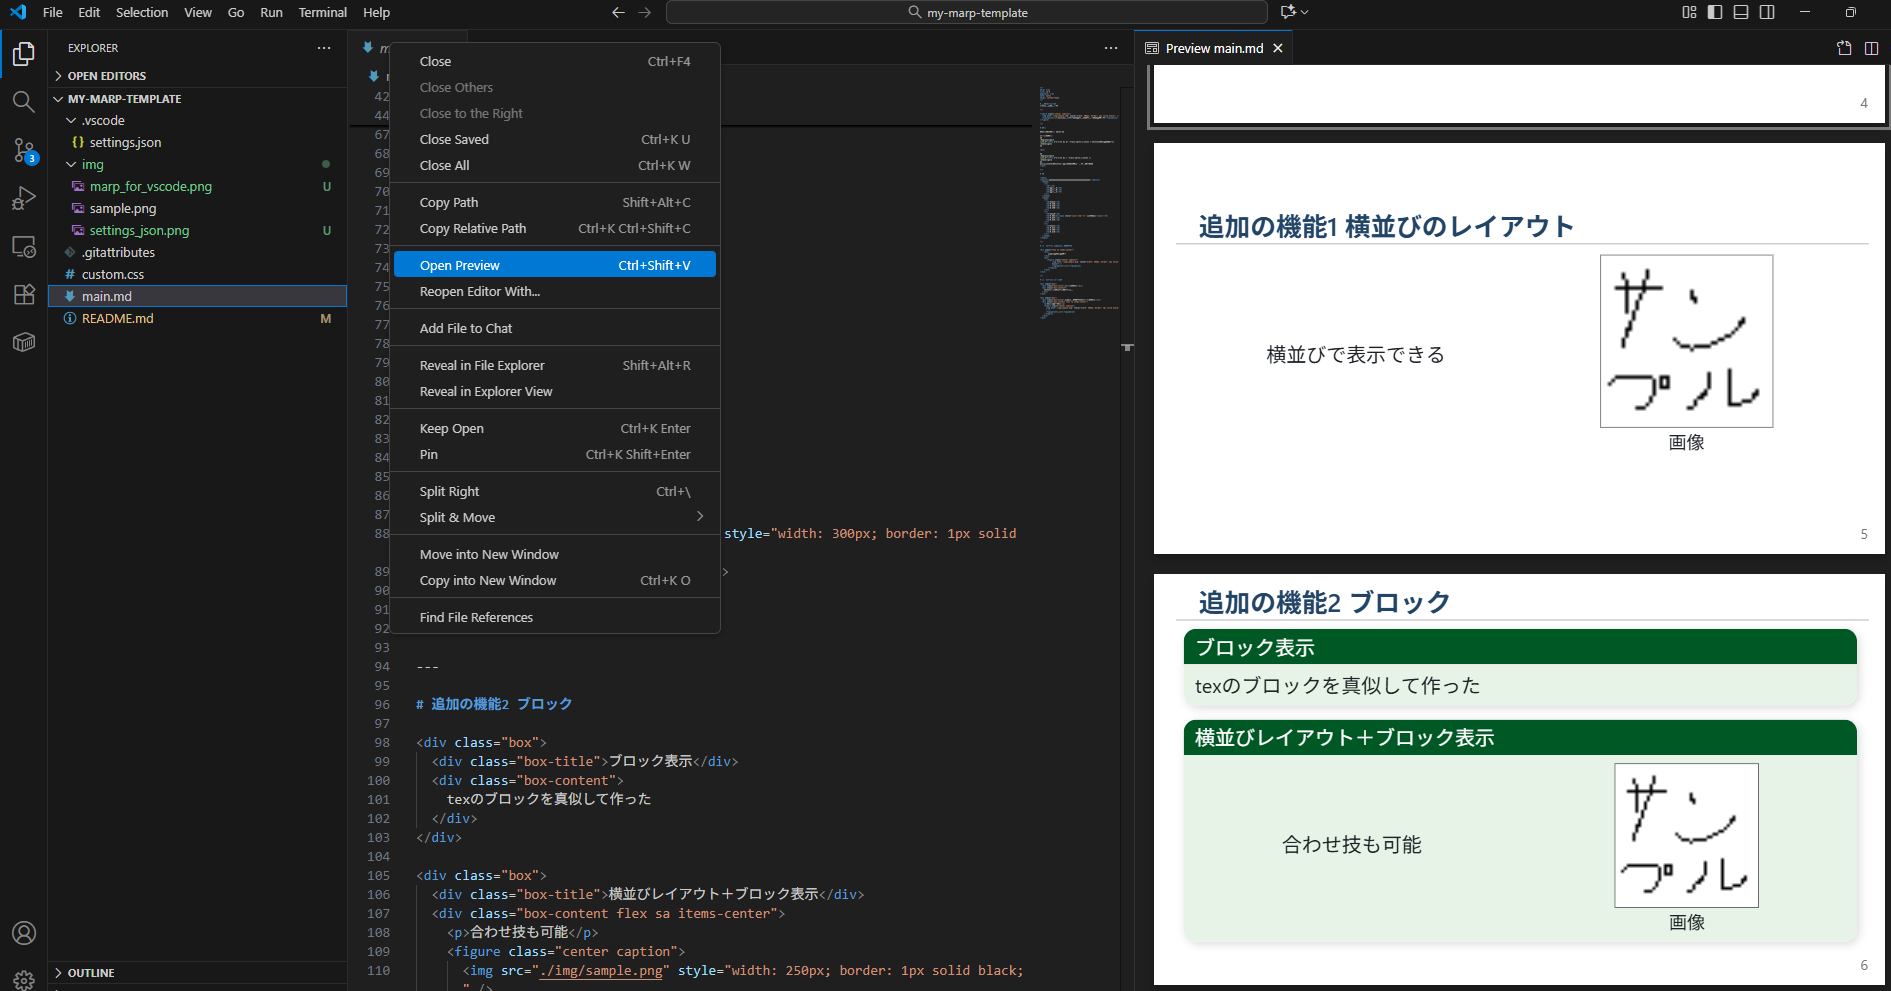 File Edit Selection View Go Run Terminal Help
my-marp-template
EXPLORER
OPEN EDITORS
MY-MARP-TEMPLATE
.vscode
{} settings.json
img
marp_for_vscode.png U
sample.png
settings_json.png U
.gitattributes
# custom.css
main.md
README.md M
3
OUTLINE
Close Ctrl+F4
Close Others
Close to the Right
Close Saved Ctrl+K U
Close All Ctrl+K W
Copy Path Shift+Alt+C
Copy Relative Path Ctrl+K Ctrl+Shift+C
Open Preview Ctrl+Shift+V
Reopen Editor With...
Add File to Chat
Reveal in File Explorer Shift+Alt+R
Reveal in Explorer View
Keep Open Ctrl+K Enter
Pin Ctrl+K Shift+Enter
Split Right Ctrl+\
Split & Move
Move into New Window
Copy into New Window Ctrl+K O
Find File References
42
44
67
68
69
70
71
72
73
74
75
76
77
78
79
80
81
82
83
84
85
86
87
88 style="width: 300px; border: 1px solid
89 >
90
91
92
93
94 ---
95
96 # 追加の機能2 ブロック
97
98 <div class="box">
99 <div class="box-title">ブロック表示</div>
100 <div class="box-content">
101 texのブロックを真似して作った
102 </div>
103 </div>
104
105 <div class="box">
106 <div class="box-title">横並びレイアウト＋ブロック表示</div>
107 <div class="box-content flex sa items-center">
108 <p>合わせ技も可能</p>
109 <figure class="center caption">
110 <img src="./img/sample.png" style="width: 250px; border: 1px solid black;
" />
Preview main.md
4
追加の機能1 横並びのレイアウト
横並びで表示できる
サン
プル
画像
5
追加の機能2 ブロック
ブロック表示
texのブロックを真似して作った
横並びレイアウト＋ブロック表示
合わせ技も可能
サン
プル
画像
6